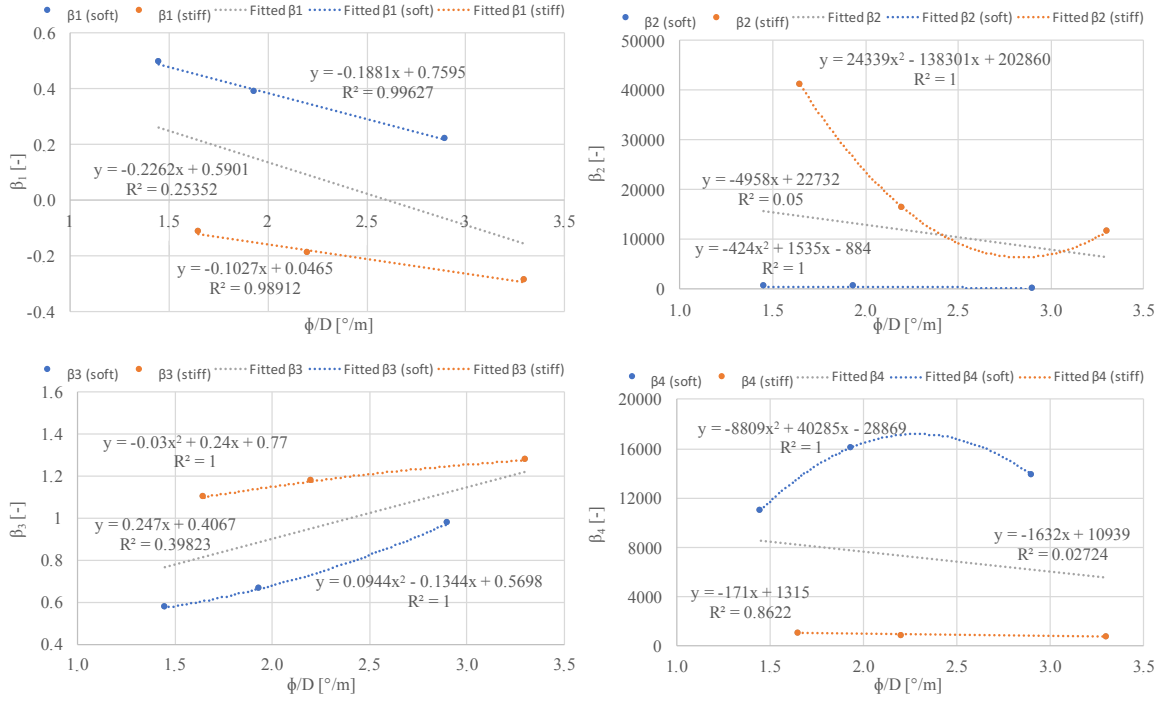 β1 (soft) β1 (stiff) Fitted β1 Fitted β1 (soft) Fitted β1 (stiff)
0.6
0.4
0.2
0.0
-0.2
-0.4
β₁ [-]
y = -0.1881x + 0.7595
R² = 0.99627
y = -0.2262x + 0.5901
R² = 0.25352
y = -0.1027x + 0.0465
R² = 0.98912
1 1.5 2 2.5 3 3.5
ϕ/D [°/m]
β2 (soft) β2 (stiff) Fitted β2 Fitted β2 (soft) Fitted β2 (stiff)
50000
40000
30000
20000
10000
0
β₂ [-]
y = 24339x² - 138301x + 202860
R² = 1
y = -4958x + 22732
R² = 0.05
y = -424x² + 1535x - 884
R² = 1
1.0 1.5 2.0 2.5 3.0 3.5
ϕ/D [°/m]
β3 (soft) β3 (stiff) Fitted β3 Fitted β3 (soft) Fitted β3 (stiff)
1.6
1.4
1.2
1
0.8
0.6
0.4
β₃ [-]
y = -0.03x² + 0.24x + 0.77
R² = 1
y = 0.247x + 0.4067
R² = 0.39823
y = 0.0944x² - 0.1344x + 0.5698
R² = 1
1.0 1.5 2.0 2.5 3.0 3.5
ϕ/D [°/m]
β4 (soft) β4 (stiff) Fitted β4 Fitted β4 (soft) Fitted β4 (stiff)
20000
16000
12000
8000
4000
0
β₄ [-]
y = -8809x² + 40285x - 28869
R² = 1
y = -1632x + 10939
R² = 0.02724
y = -171x + 1315
R² = 0.8622
1.0 1.5 2.0 2.5 3.0 3.5
ϕ/D [°/m]